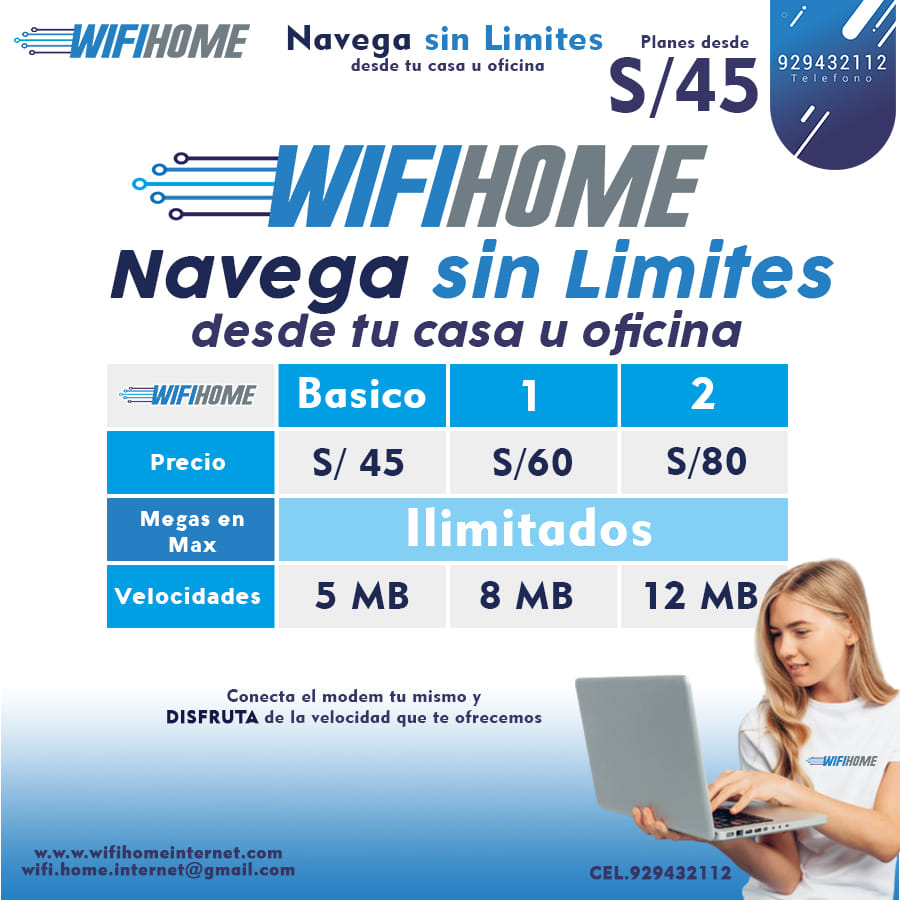 WIFIHOME
Navega sin Limites
desde tu casa u oficina
Planes desde
S/45
929432112
Telefono
WIFIHOME
Navega sin Limites
desde tu casa u oficina
WIFIHOME Basico 1 2
Precio S/ 45 S/60 S/80
Megas en
Max
Ilimitados
Velocidades 5 MB 8 MB 12 MB
Conecta el modem tu mismo y
DISFRUTA de la velocidad que te ofrecemos
WIFIHOME
www.wifihomeinternet.com
wifi.home.internet@gmail.com
CEL.929432112